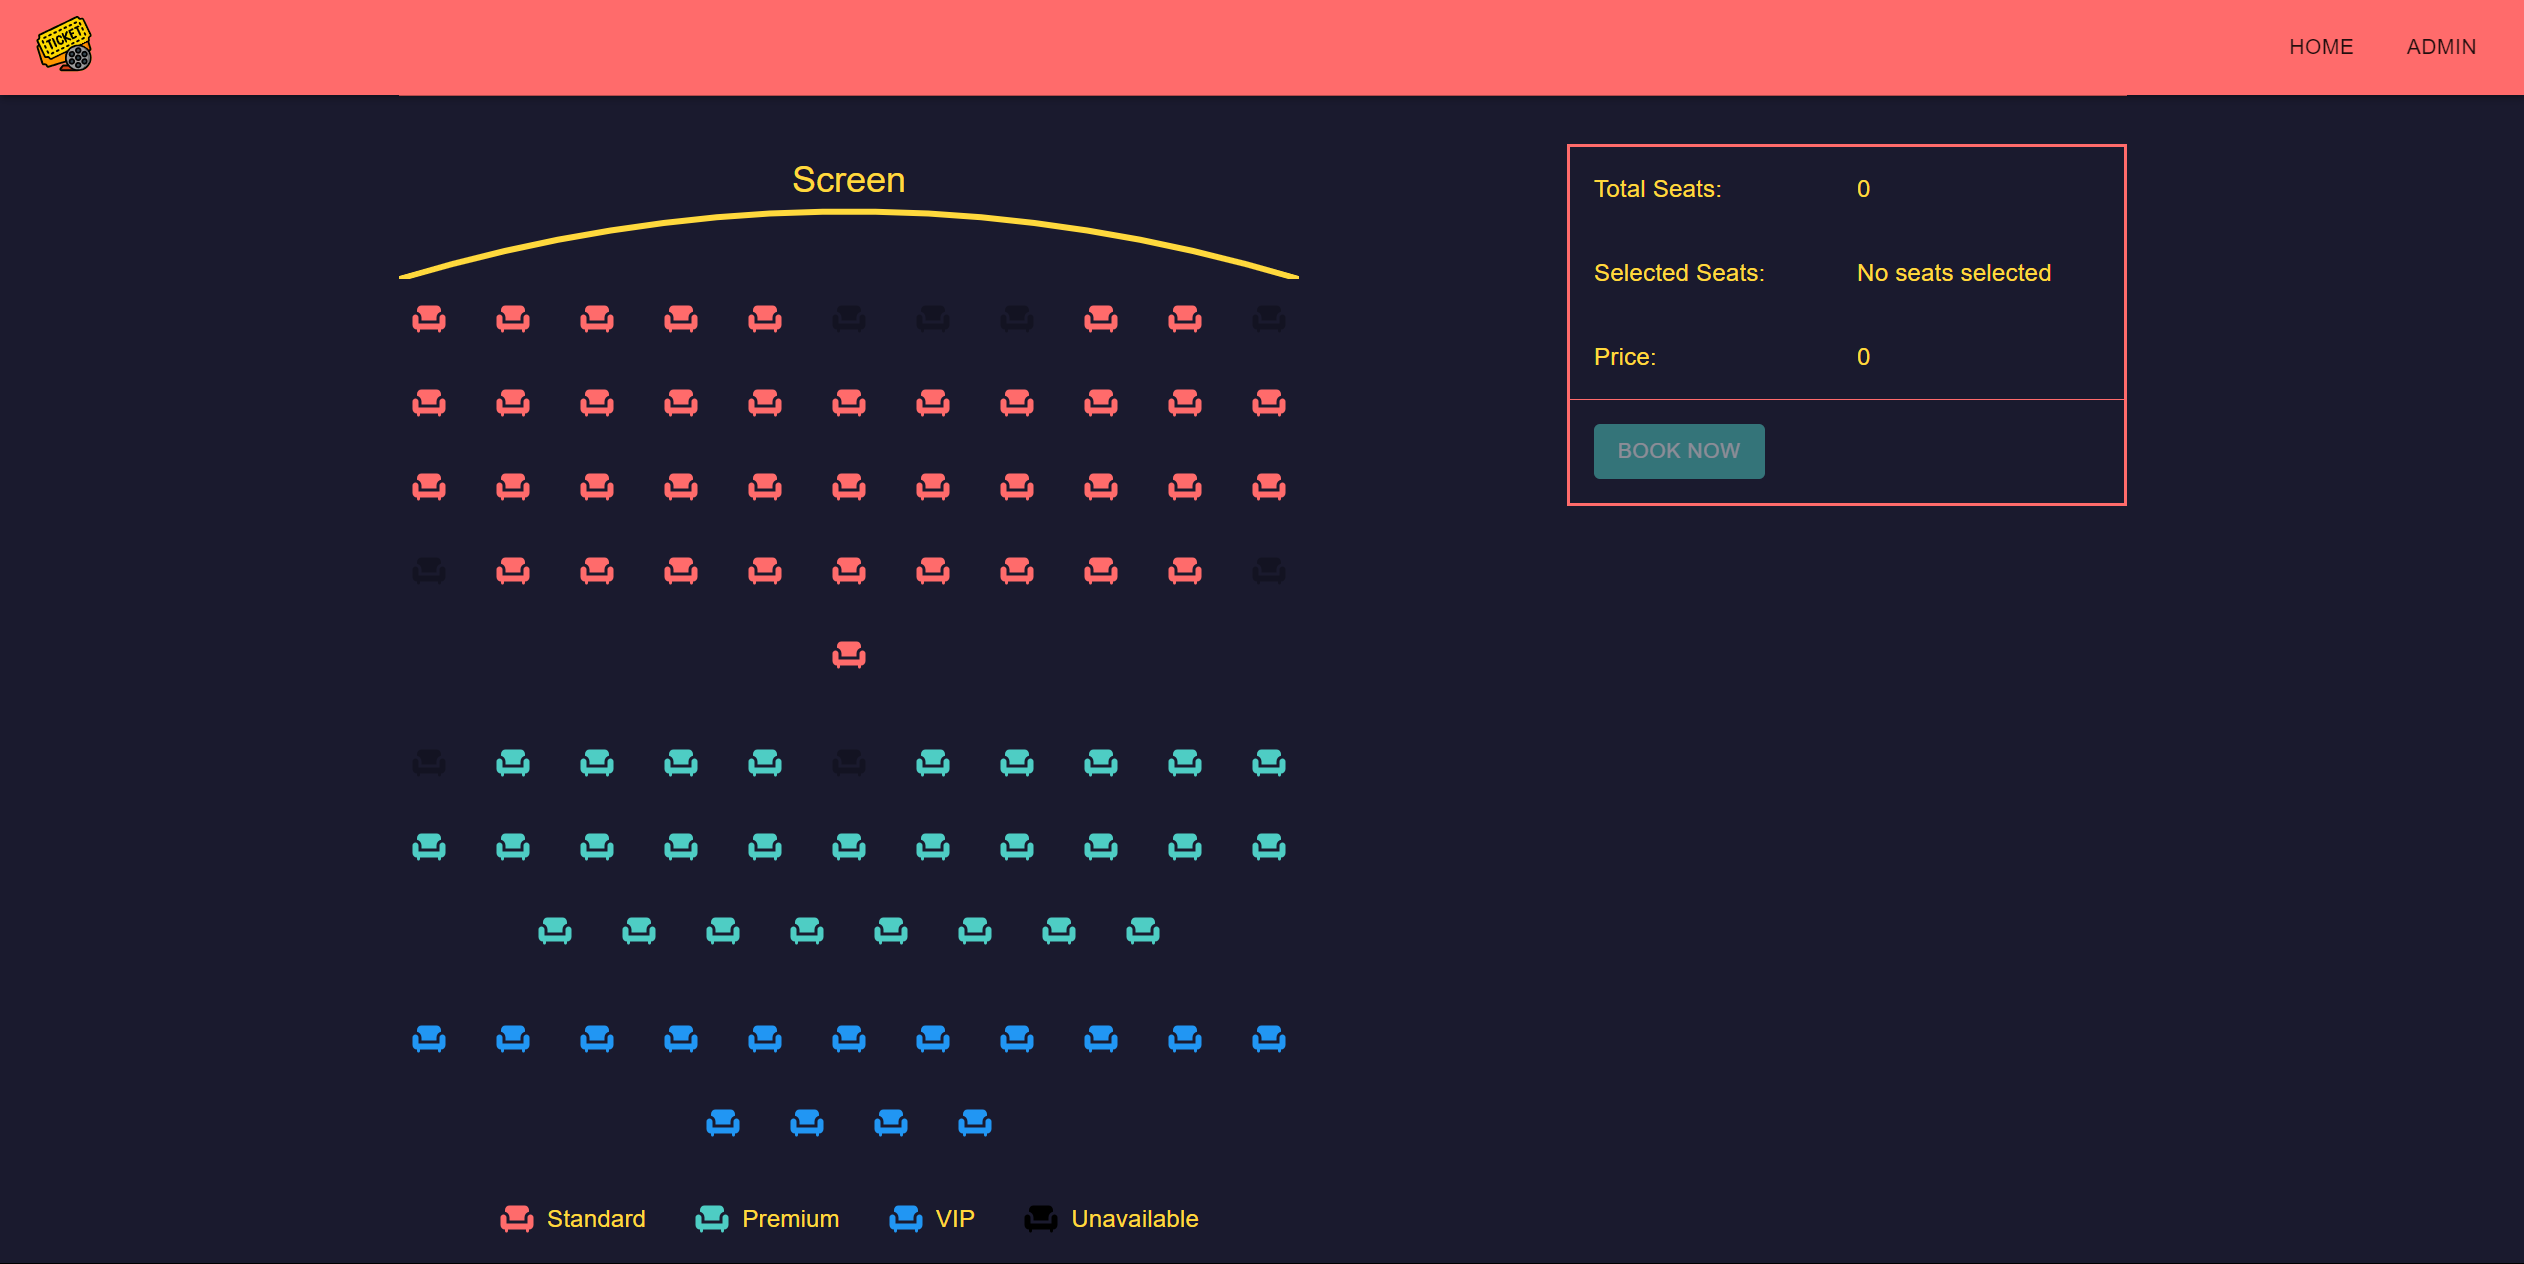 TICKET
HOME ADMIN
Screen
Total Seats: 0
Selected Seats: No seats selected
Price: 0
BOOK NOW
Standard Premium VIP Unavailable